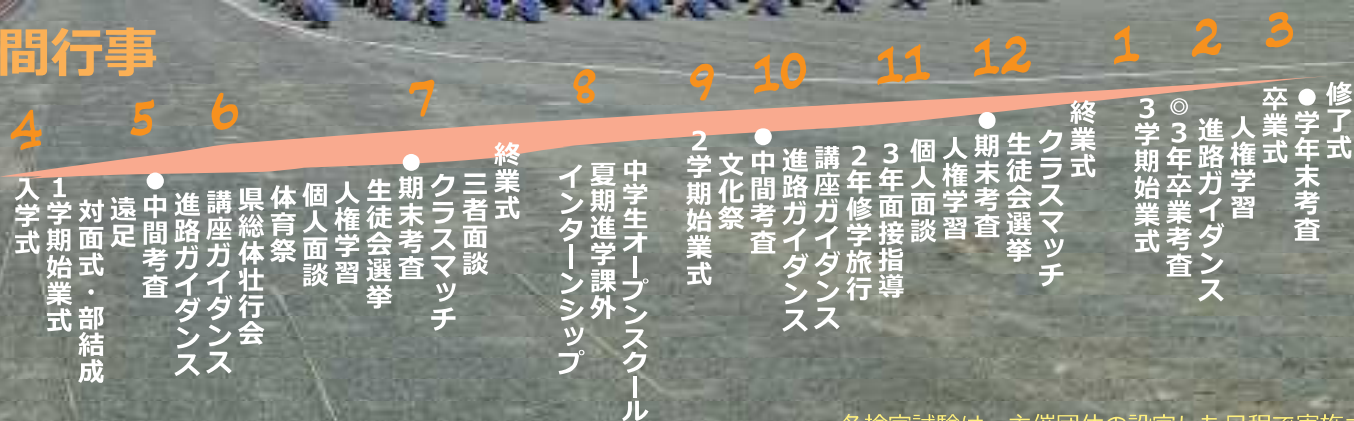 間行事
4
入学式
1学期始業式
対面式・部結成
遠足
5
●中間考査
進路ガイダンス
6
講座ガイダンス
県総体壮行会
体育祭
個人面談
人権学習
生徒会選挙
7
●期末考査
クラスマッチ
三者面談
終業式
8
インターンシップ
夏期進学課外
中学生オープンスクール
9
2学期始業式
文化祭
10
●中間考査
進路ガイダンス
講座ガイダンス
2年修学旅行
11
3年面接指導
個人面談
人権学習
12
●期末考査
生徒会選挙
クラスマッチ
終業式
1
3学期始業式
◎3年卒業考査
2
進路ガイダンス
人権学習
3
卒業式
●学年末考査
修了式